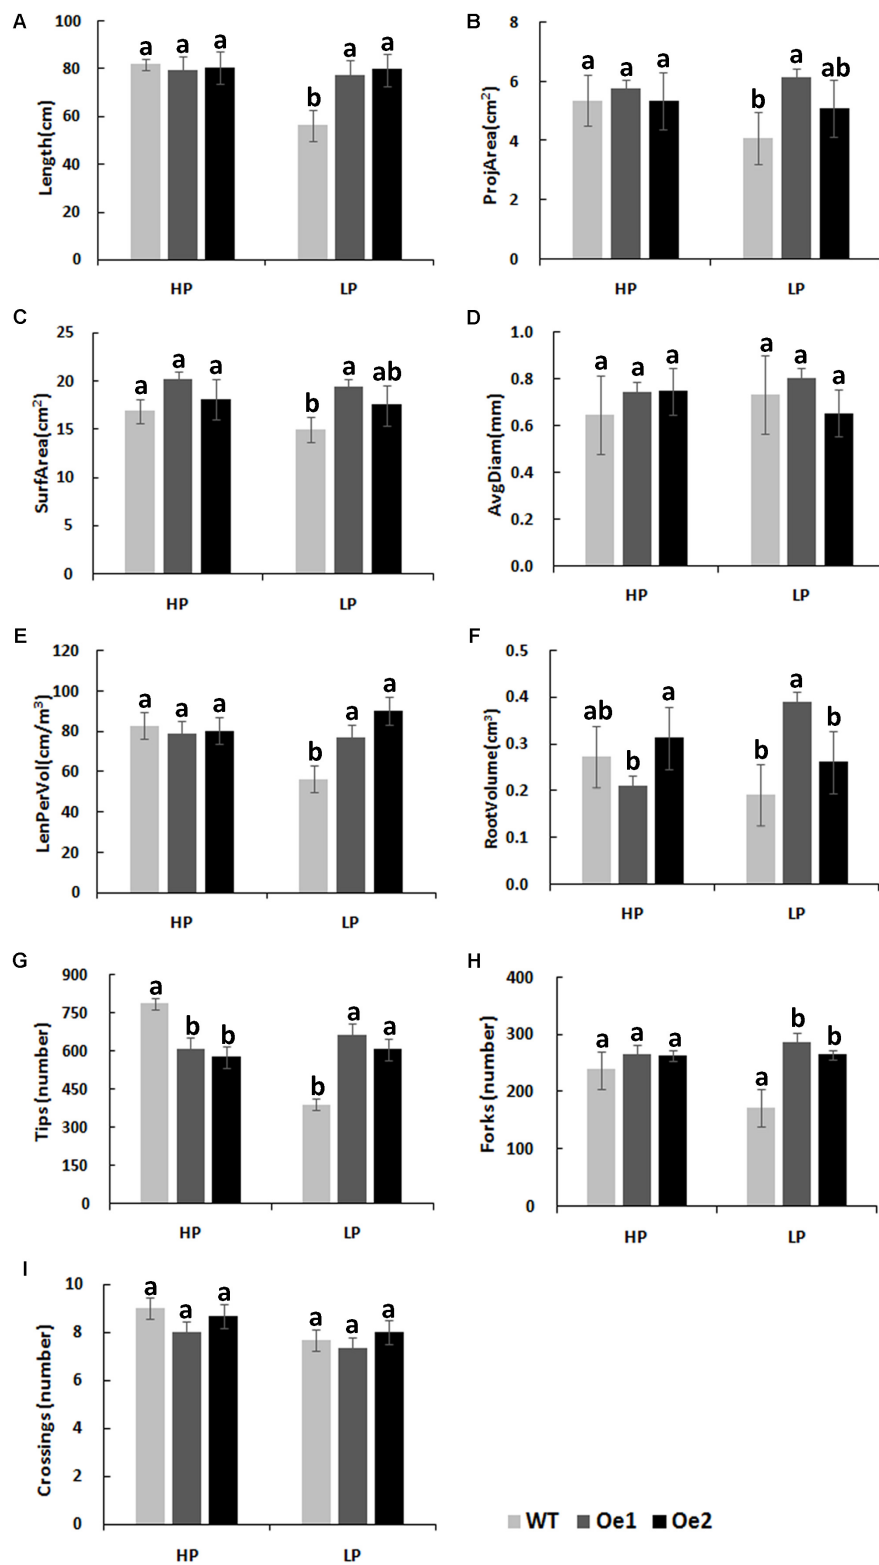 A
Length(cm)
100
80
60
40
20
0
a a a b a a
HP LP
B
ProjArea(cm²)
8
6
4
2
0
a a a b a ab
HP LP
C
SurfArea(cm²)
25
20
15
10
5
0
a a a b a ab
HP LP
D
AvgDiam(mm)
1.0
0.8
0.6
0.4
0.2
0.0
a a a a a a
HP LP
E
LenPerVol(cm/m³)
120
100
80
60
40
20
0
a a a b a a
HP LP
F
RootVolume(cm³)
0.5
0.4
0.3
0.2
0.1
0.0
ab b a b a b
HP LP
G
Tips (number)
900
750
600
450
300
150
0
a b b b a a
HP LP
H
Forks (number)
400
300
200
100
0
a a a a b b
HP LP
I
Crossings (number)
10
8
6
4
2
0
a a a a a a
HP LP
WT Oe1 Oe2